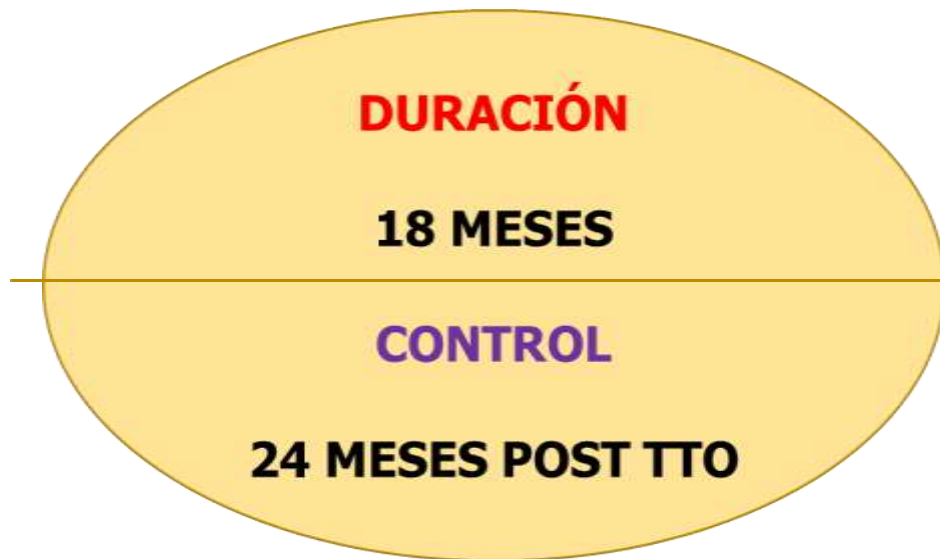 DURACIÓN
18 MESES
CONTROL
24 MESES POST TTO